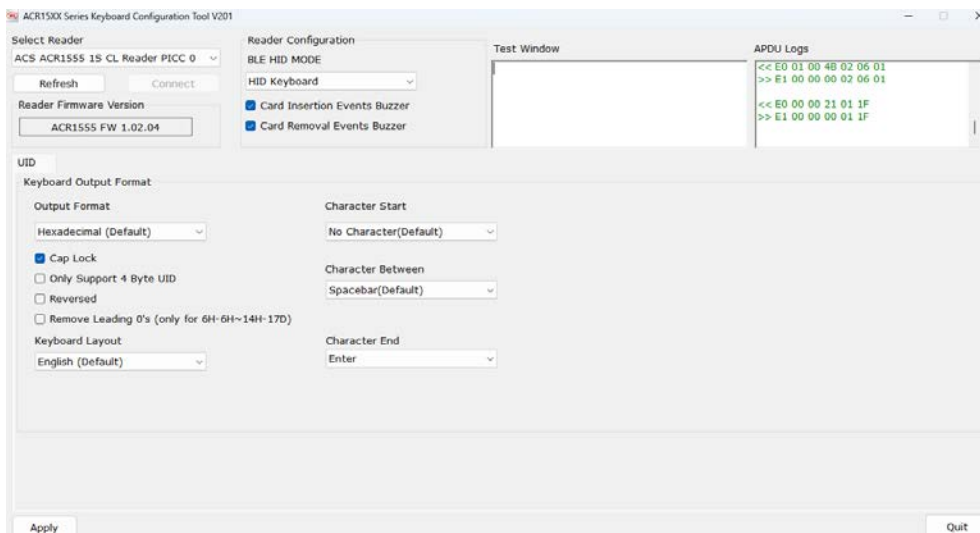 ACR15XX Series Keyboard Configuration Tool V201
Select Reader
ACS ACR1555 1S CL Reader PICC 0
Refresh
Connect
Reader Firmware Version
ACR1555 FW 1.02.04
Reader Configuration
BLE HID MODE
HID Keyboard
Card Insertion Events Buzzer
Card Removal Events Buzzer
Test Window
APDU Logs
<< E0 01 00 4B 02 06 01
>> E1 00 00 00 02 06 01
<< E0 00 00 21 01 1F
>> E1 00 00 00 01 1F
UID
Keyboard Output Format
Output Format
Hexadecimal (Default)
Cap Lock
Only Support 4 Byte UID
Reversed
Remove Leading 0's (only for 6H-6H~14H-17D)
Keyboard Layout
English (Default)
Character Start
No Character(Default)
Character Between
Spacebar(Default)
Character End
Enter
Apply
Quit